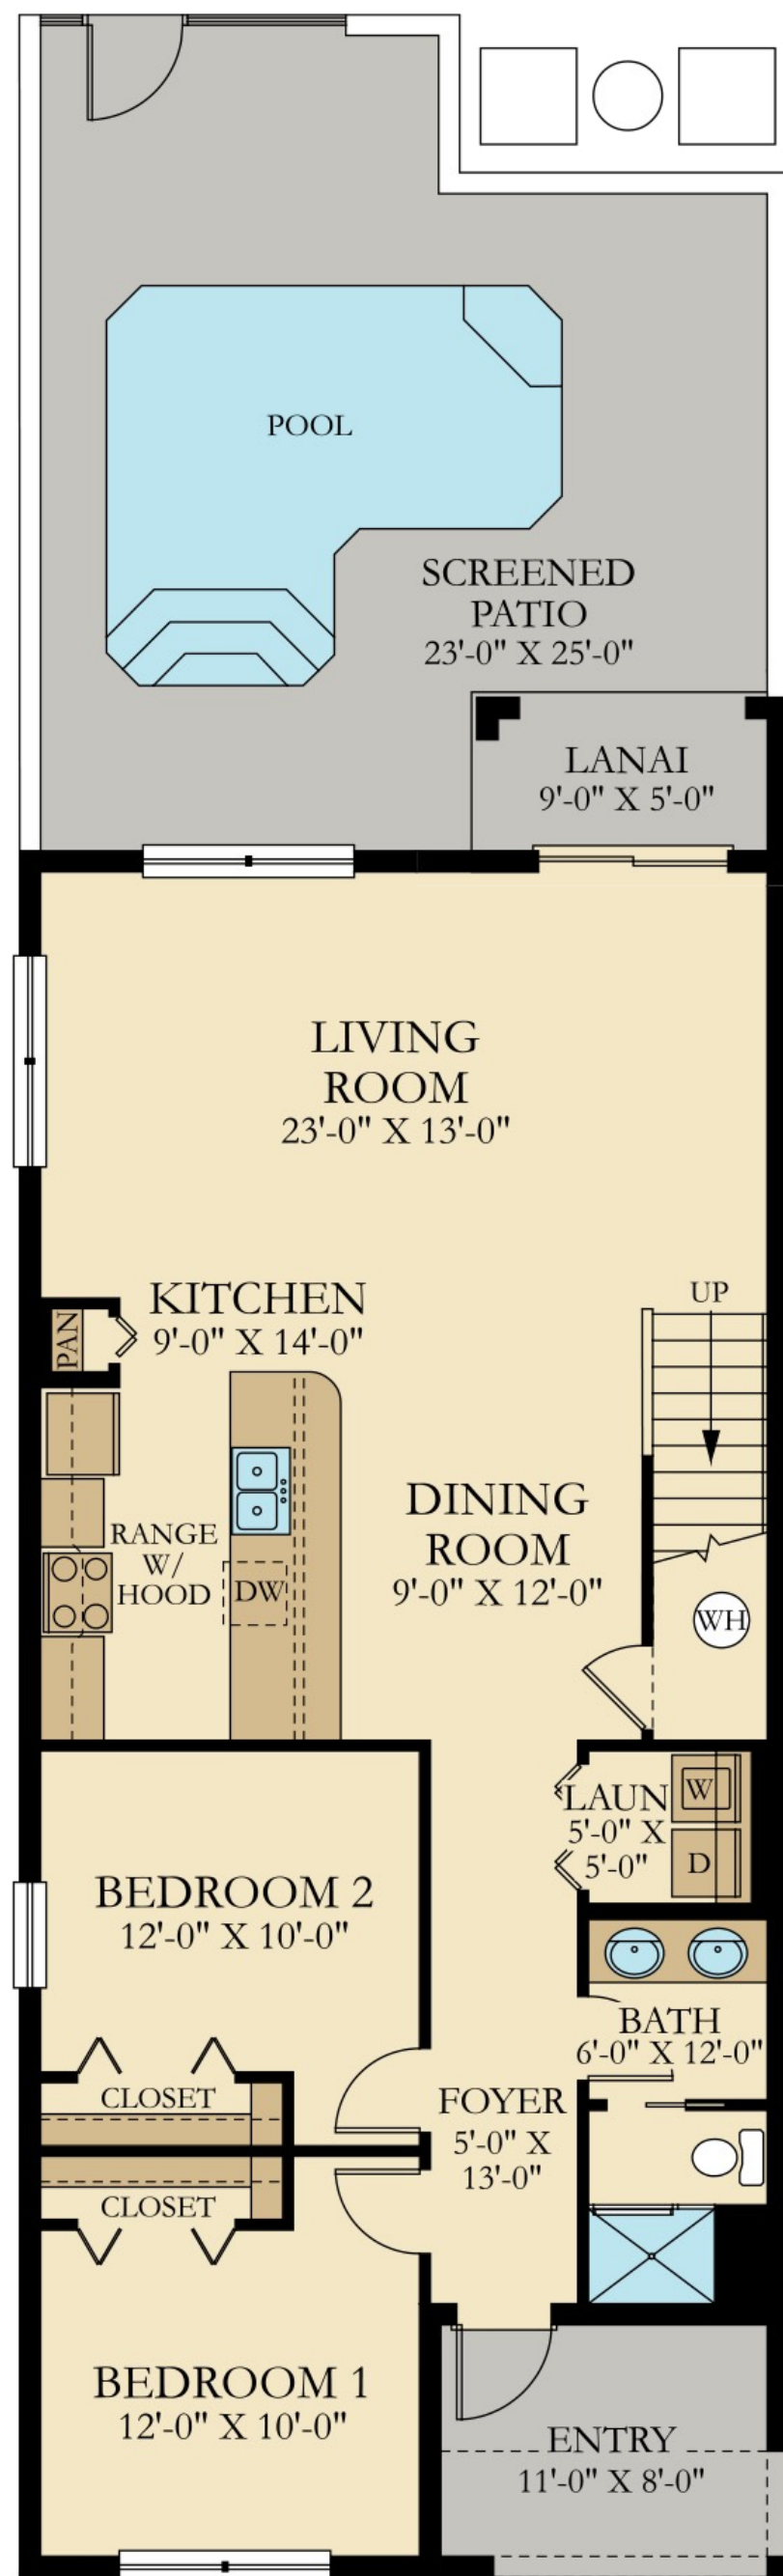 POOL
SCREENED
PATIO
23'-0" X 25'-0"
LANAI
9'-0" X 5'-0"
LIVING
ROOM
23'-0" X 13'-0"
UP
KITCHEN
9'-0" X 14'-0"
PAN
DINING
ROOM
9'-0" X 12'-0"
RANGE
W/
HOOD
DW
WH
LAUN
5'-0" X
5'-0"
W
D
BEDROOM 2
12'-0" X 10'-0"
BATH
6'-0" X 12'-0"
CLOSET
FOYER
5'-0" X
13'-0"
CLOSET
BEDROOM 1
12'-0" X 10'-0"
ENTRY
11'-0" X 8'-0"